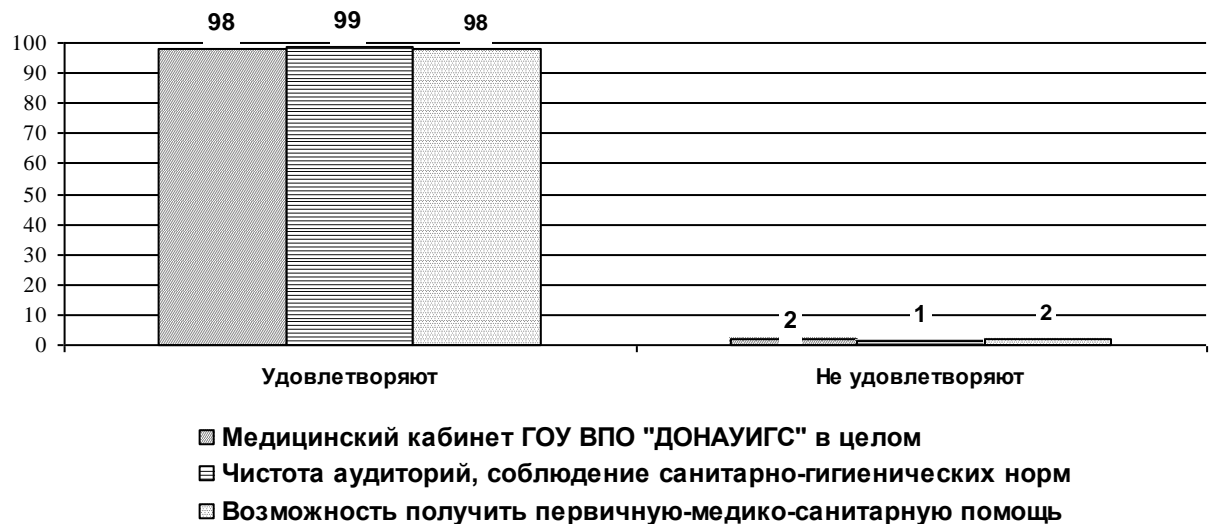 98 99 98
100
90
80
70
60
50
40
30
20
10
0
2 1 2
Удовлетворяют Не удовлетворяют
Медицинский кабинет ГОУ ВПО "ДОНАУИГС" в целом
Чистота аудиторий, соблюдение санитарно-гигиенических норм
Возможность получить первичную-медико-санитарную помощь